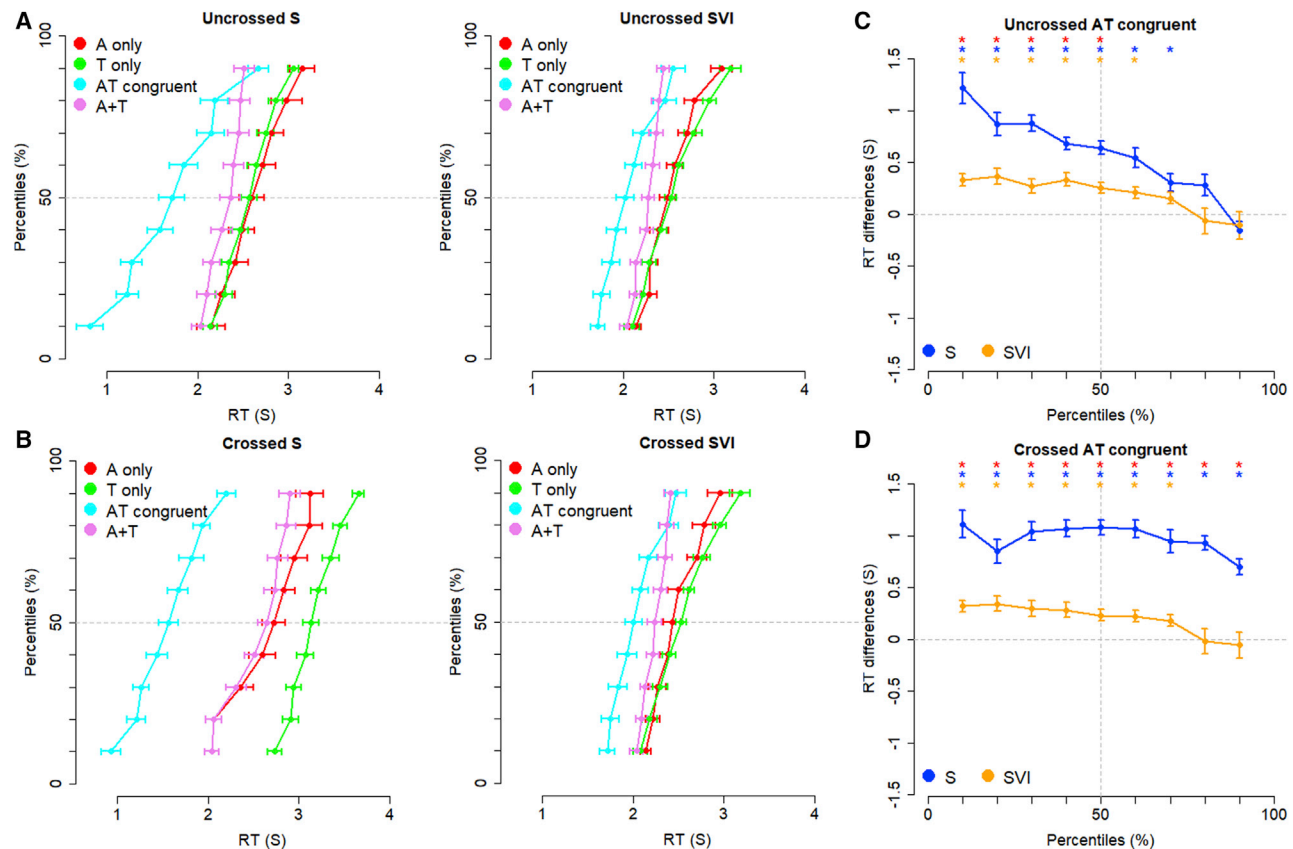 A
Uncrossed S
A only
T only
AT congruent
A+T
Percentiles (%)
0
50
100
1 2 3 4
RT (S)
Uncrossed SVI
A only
T only
AT congruent
A+T
Percentiles (%)
0
50
100
1 2 3 4
RT (S)
C
Uncrossed AT congruent
* * * * *
* * * * * * *
* * * * * *
RT differences (S)
1.5
1
0.5
0
-0.5
-1
-1.5
S SVI
0 50 100
Percentiles (%)
B
Crossed S
A only
T only
AT congruent
A+T
Percentiles (%)
0
50
100
1 2 3 4
RT (S)
Crossed SVI
A only
T only
AT congruent
A+T
Percentiles (%)
0
50
100
1 2 3 4
RT (S)
D
Crossed AT congruent
* * * * * * * * *
* * * * * * * * *
* * * * * * *
RT differences (S)
1.5
1
0.5
0
-0.5
-1
-1.5
S SVI
0 50 100
Percentiles (%)